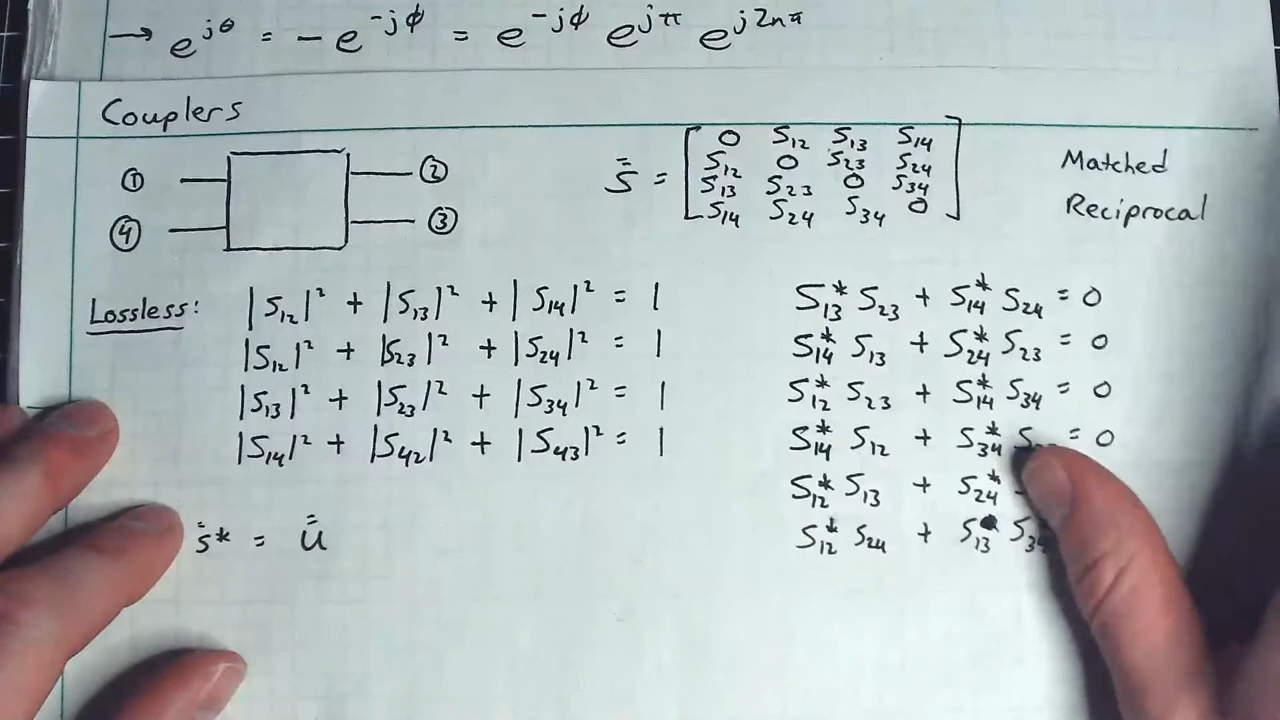 → e^{jθ} = -e^{-jϕ} = e^{-jϕ} e^{jπ} e^{j2nπ}
Couplers
① ②
④ ③
S̿ = [ 0 S₁₂ S₁₃ S₁₄
S₁₂ 0 S₂₃ S₂₄
S₁₃ S₂₃ 0 S₃₄
S₁₄ S₂₄ S₃₄ 0 ]
Matched
Reciprocal
Lossless: |S₁₂|² + |S₁₃|² + |S₁₄|² = 1
|S₁₂|² + |S₂₃|² + |S₂₄|² = 1
|S₁₃|² + |S₂₃|² + |S₃₄|² = 1
|S₁₄|² + |S₄₂|² + |S₄₃|² = 1
S̿* = U̿
S₁₃* S₂₃ + S₁₄* S₂₄ = 0
S₁₄* S₁₃ + S₂₄* S₂₃ = 0
S₁₂* S₂₃ + S₁₄* S₃₄ = 0
S₁₄* S₁₂ + S₃₄* S = 0
S₁₂* S₁₃ + S₂₄*
S₁₂* S₂₄ + S₁₃* S₃₄